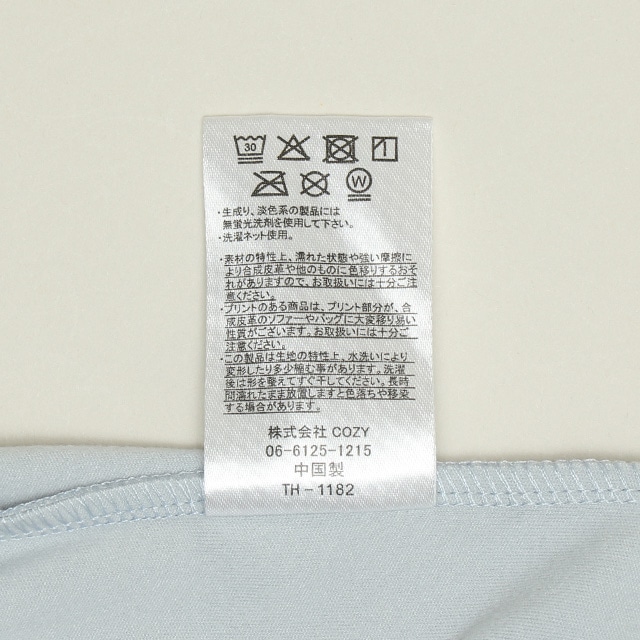 30
W
・生成り、淡色系の製品には
無蛍光洗剤を使用して下さい。
・洗濯ネット使用。
・素材の特性上、濡れた状態や強い摩擦に
より合成皮革や他のものに色移りするおそ
れがありますので、お取扱いには十分ご注
意ください。
・プリントのある商品は、プリント部分が、合
成皮革のソファーやバッグに大変移り易い
性質がございます。お取扱いには十分ご
注意ください。
・この製品は生地の特性上、水洗いにより
変形したり多少縮む事があります。洗濯
後は形を整えてすぐ干してください。長時
間濡れたまま放置しますと色落ちや移染
する場合があります。
株式会社 COZY
06-6125-1215
中国製
TH-1182